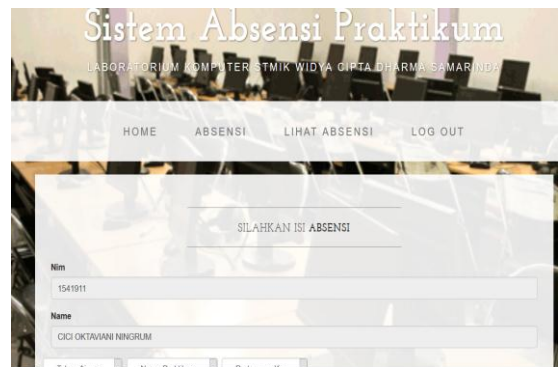 Sistem Absensi Praktikum
LABORATORIUM KOMPUTER STMIK WIDYA CIPTA DHARMA SAMARINDA
HOME ABSENSI LIHAT ABSENSI LOG OUT
SILAHKAN ISI ABSENSI
Nim
1541911
Name
CICI OKTAVIANI NINGRUM